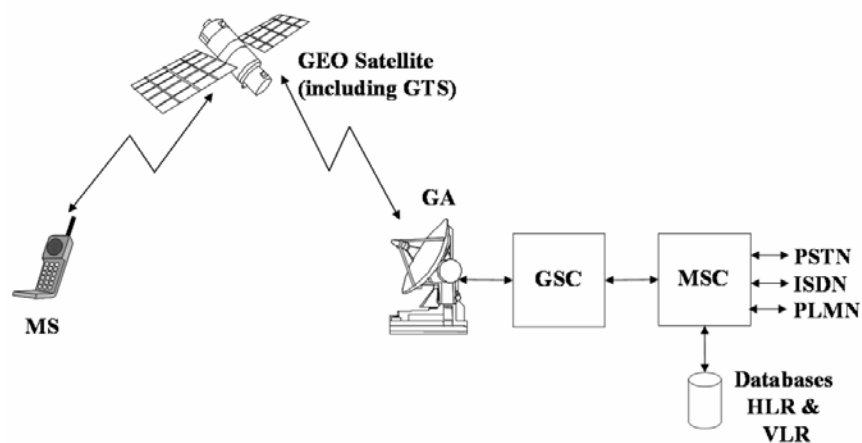 GEO Satellite
(including GTS)
GA
GSC
MSC
PSTN
ISDN
PLMN
MS
Databases
HLR &
VLR